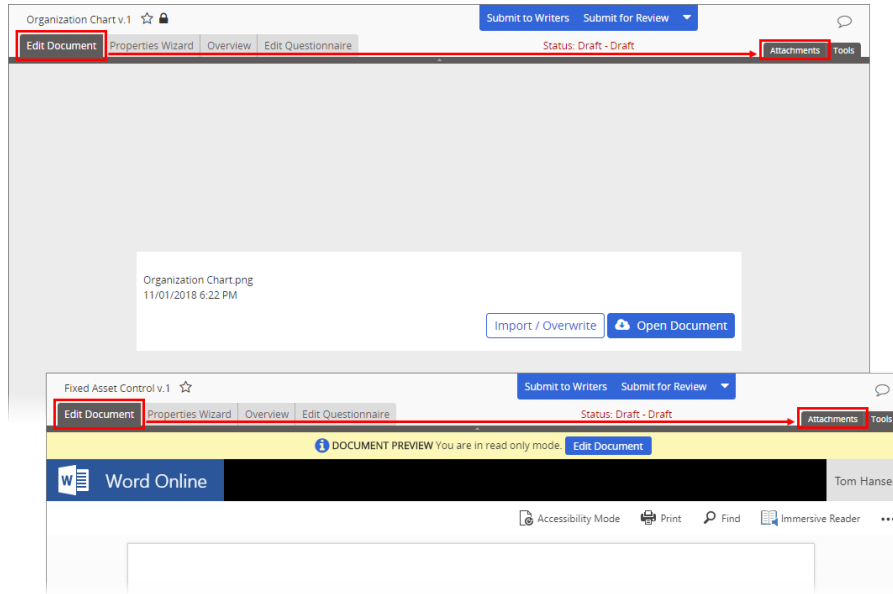 Organization Chart v.1
Submit to Writers Submit for Review
Edit Document Properties Wizard Overview Edit Questionnaire
Status: Draft - Draft
Attachments Tools
Organization Chart.png
11/01/2018 6:22 PM
Import / Overwrite Open Document
Fixed Asset Control v.1
Submit to Writers Submit for Review
Edit Document Properties Wizard Overview Edit Questionnaire
Status: Draft - Draft
Attachments Tools
DOCUMENT PREVIEW You are in read only mode. Edit Document
W Word Online
Tom Hanse
Accessibility Mode Print Find Immersive Reader ...